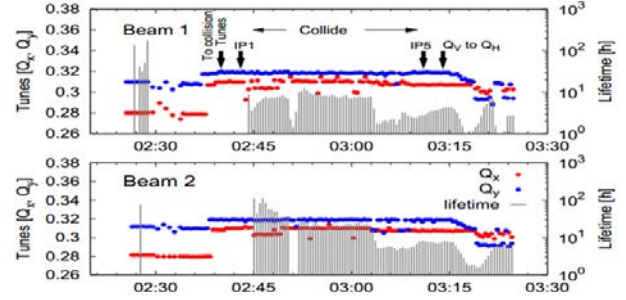 0.38
0.36
0.34
0.32
0.3
0.28
0.26
Tunes [Qx, Qy]
Beam 1
To collision
Tunes
IP1
Collide
IP5
QV to QH
10³
10²
10¹
10⁰
Lifetime [h]
02:30
02:45
03:00
03:15
03:30
0.38
0.36
0.34
0.32
0.3
0.28
0.26
Tunes [Qx, Qy]
Beam 2
Qx
Qy
lifetime
10³
10²
10¹
10⁰
Lifetime [h]
02:30
02:45
03:00
03:15
03:30